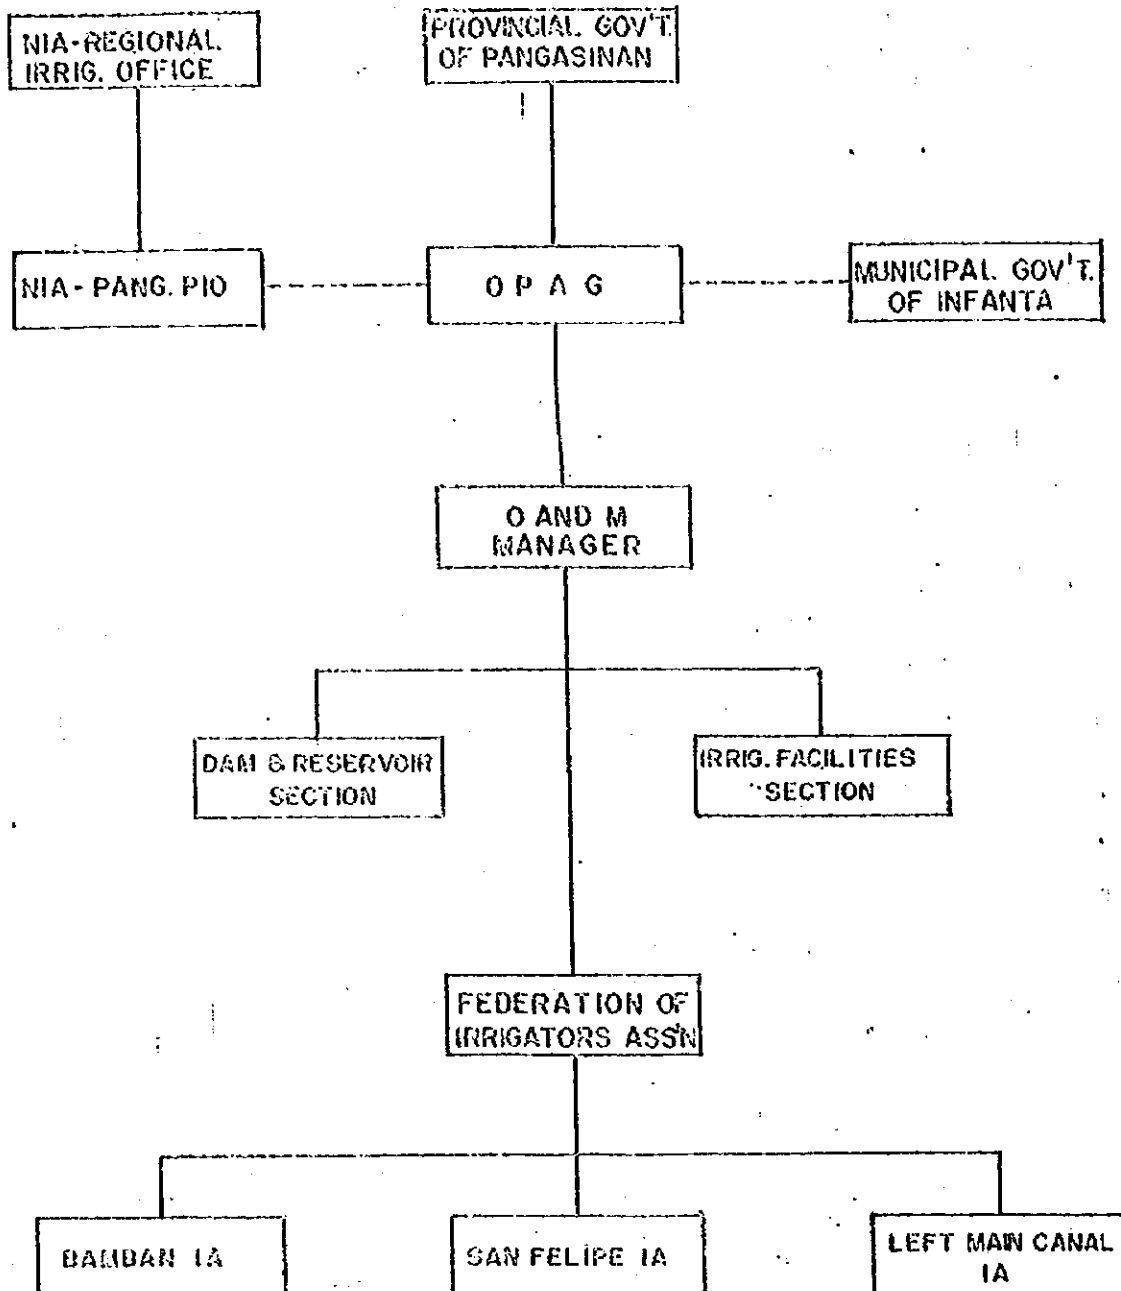 NIA-REGIONAL
IRRIG. OFFICE
PROVINCIAL GOV'T.
OF PANGASINAN
NIA - PANG. PIO
O P A G
MUNICIPAL GOV'T.
OF INFANTA
O AND M
MANAGER
DAM & RESERVOIR
SECTION
IRRIG. FACILITIES
SECTION
FEDERATION OF
IRRIGATORS ASS'N
BAMBAN IA
SAN FELIPE IA
LEFT MAIN CANAL
IA